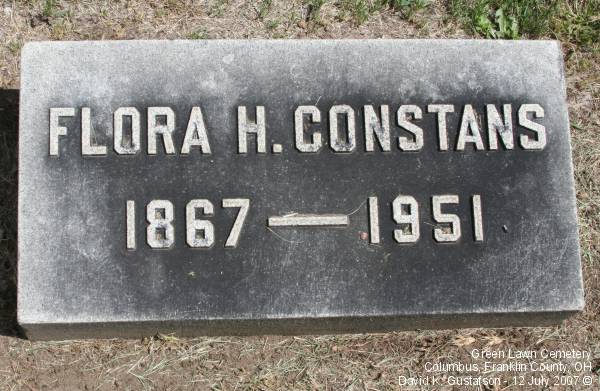 FLORA H. CONSTANS
1867 — 1951
Green Lawn Cemetery
Columbus, Franklin County, OH
David K. Gustafson - 12 July 2007 ©